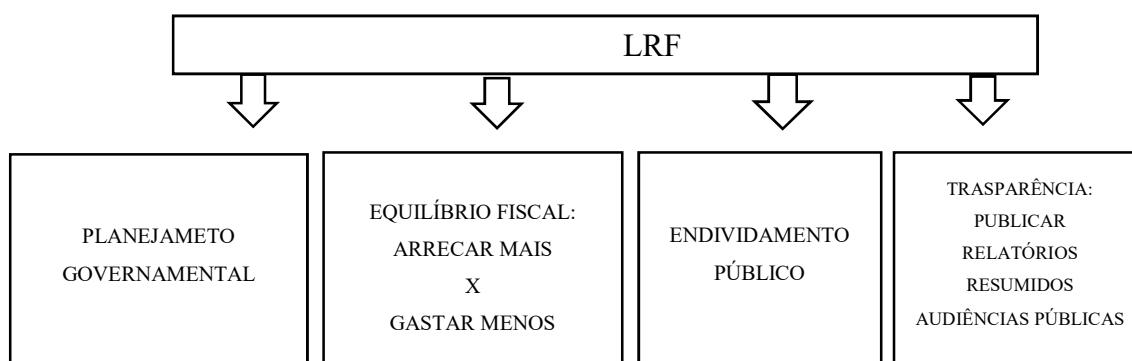 LRF
PLANEJAMETO
GOVERNAMENTAL
EQUILÍBRIO FISCAL:
ARRECAR MAIS
X
GASTAR MENOS
ENDIVIDAMENTO
PÚBLICO
TRASPARÊNCIA:
PUBLICAR
RELATÓRIOS
RESUMIDOS
AUDIÊNCIAS PÚBLICAS